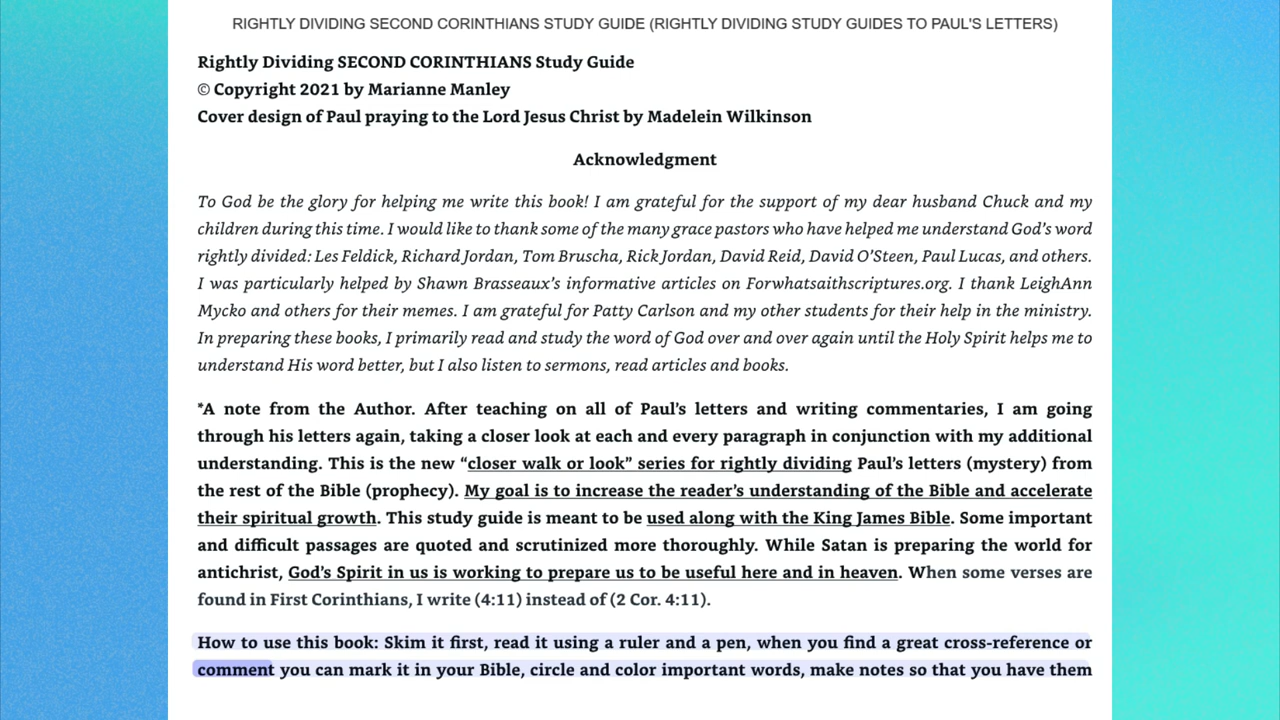 RIGHTLY DIVIDING SECOND CORINTHIANS STUDY GUIDE (RIGHTLY DIVIDING STUDY GUIDES TO PAUL'S LETTERS)
Rightly Dividing SECOND CORINTHIANS Study Guide
© Copyright 2021 by Marianne Manley
Cover design of Paul praying to the Lord Jesus Christ by Madelein Wilkinson
Acknowledgment
To God be the glory for helping me write this book! I am grateful for the support of my dear husband Chuck and my
children during this time. I would like to thank some of the many grace pastors who have helped me understand God’s word
rightly divided: Les Feldick, Richard Jordan, Tom Bruscha, Rick Jordan, David Reid, David O’Steen, Paul Lucas, and others.
I was particularly helped by Shawn Brasseaux’s informative articles on Forwhatsaithscriptures.org. I thank LeighAnn
Mycko and others for their memes. I am grateful for Patty Carlson and my other students for their help in the ministry.
In preparing these books, I primarily read and study the word of God over and over again until the Holy Spirit helps me to
understand His word better, but I also listen to sermons, read articles and books.
*A note from the Author. After teaching on all of Paul’s letters and writing commentaries, I am going
through his letters again, taking a closer look at each and every paragraph in conjunction with my additional
understanding. This is the new “closer walk or look” series for rightly dividing Paul’s letters (mystery) from
the rest of the Bible (prophecy). My goal is to increase the reader’s understanding of the Bible and accelerate
their spiritual growth. This study guide is meant to be used along with the King James Bible. Some important
and difficult passages are quoted and scrutinized more thoroughly. While Satan is preparing the world for
antichrist, God’s Spirit in us is working to prepare us to be useful here and in heaven. When some verses are
found in First Corinthians, I write (4:11) instead of (2 Cor. 4:11).
How to use this book: Skim it first, read it using a ruler and a pen, when you find a great cross-reference or
comment you can mark it in your Bible, circle and color important words, make notes so that you have them